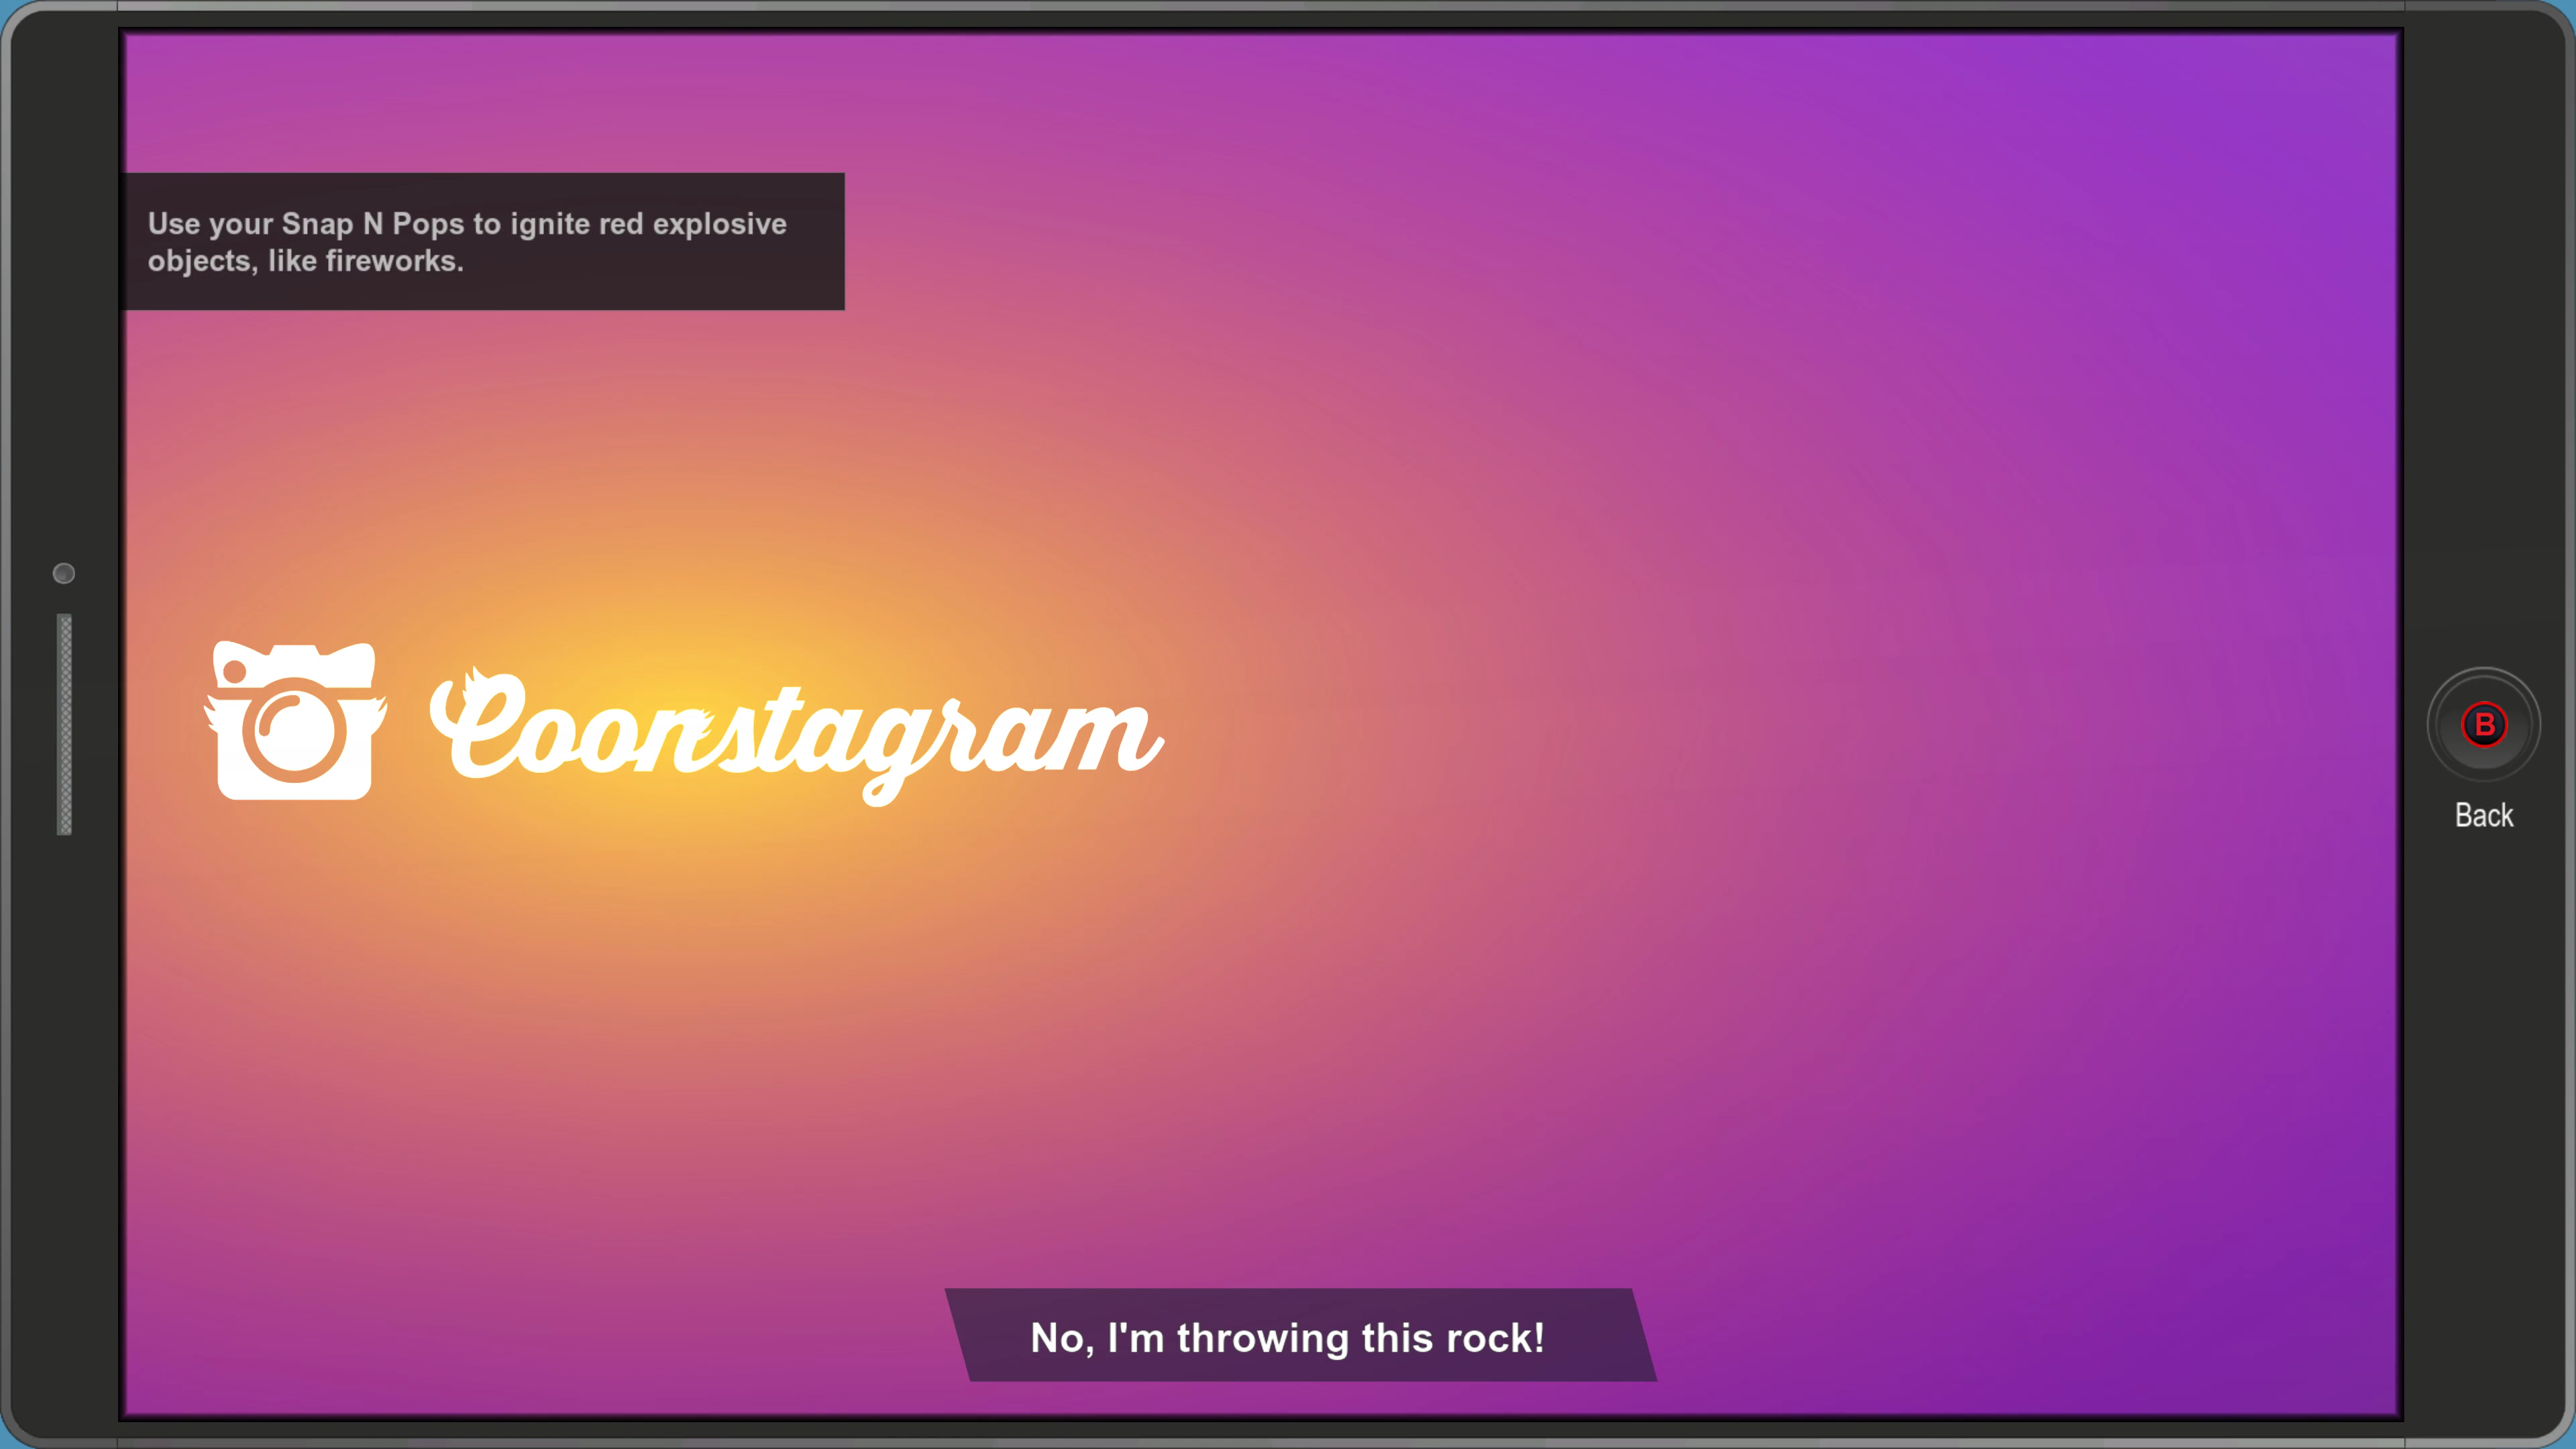 Use your Snap N Pops to ignite red explosive
objects, like fireworks.
Coonstagram
B
Back
No, I'm throwing this rock!